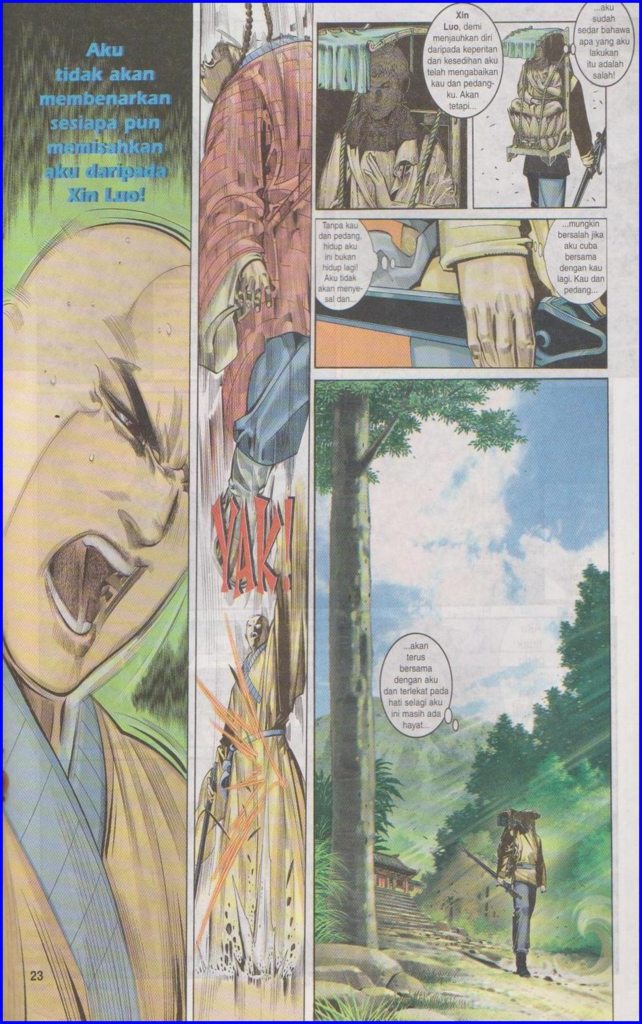 Aku
tidak akan
membenarkan
sesiapa pun
memisahkan
aku daripada
Xin Luo!
YAK!
Xin
Luo, demi
menjauhkan diri
daripada keperitan
dan kesedihan aku
telah mengabaikan
kau dan pedang-
ku. Akan
tetapi...
...aku
sudah
sedar bahawa
apa yang aku
lakukan
itu adalah
salah!
Tanpa kau
dan pedang,
hidup aku
ini bukan
hidup lagi!
Aku tidak
akan menye-
sal dan...
...mungkin
bersalah jika
aku cuba
bersama
dengan kau
lagi. Kau dan
pedang...
...akan
terus
bersama
dengan aku
dan terlekat pada
hati selagi aku
ini masih ada
hayat...
23